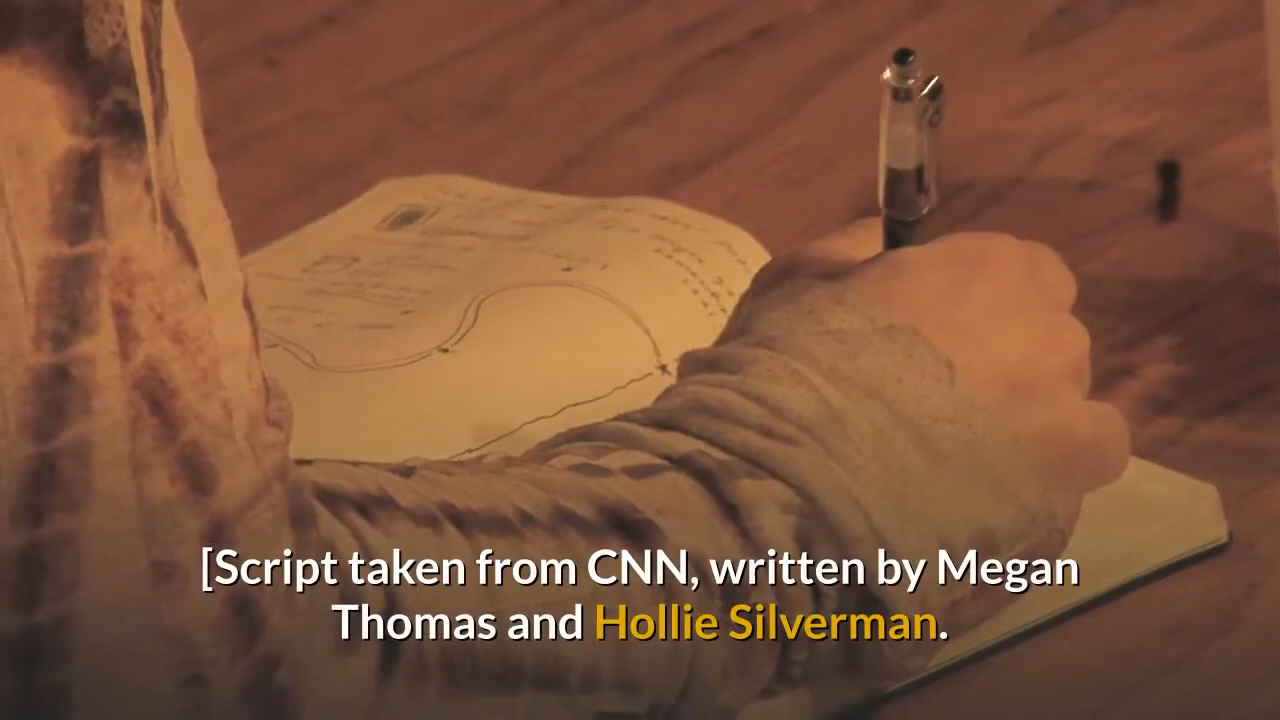 [Script taken from CNN, written by Megan
Thomas and Hollie Silverman.